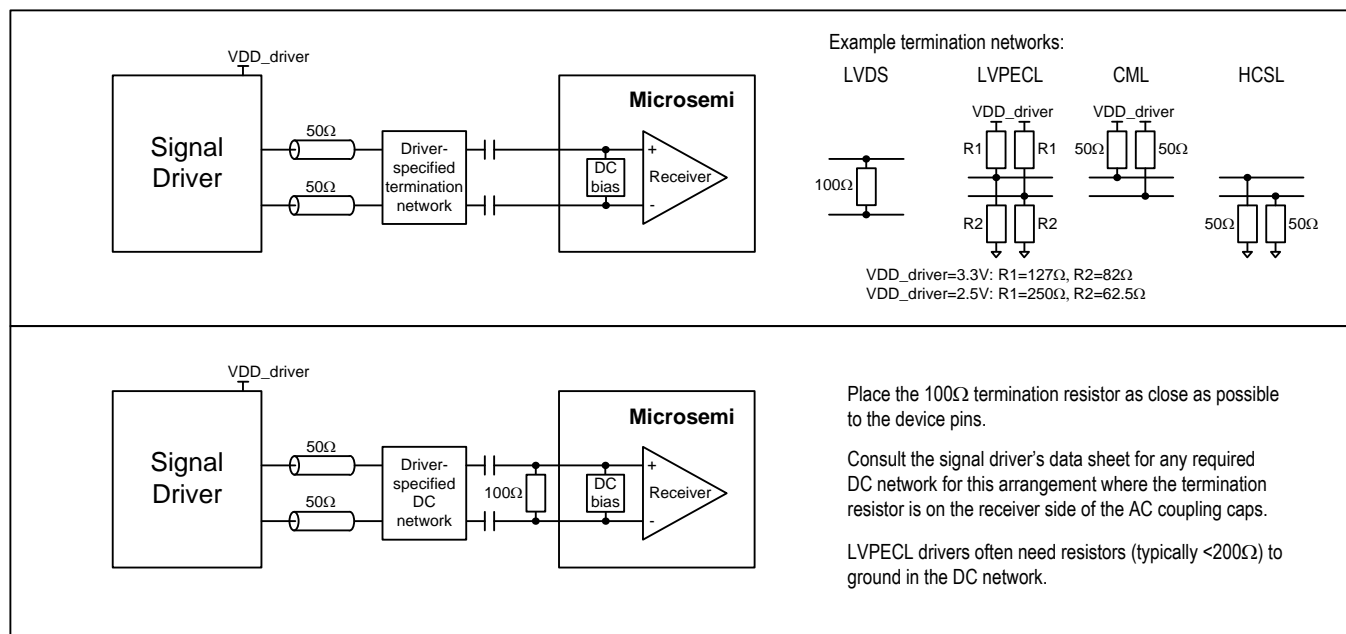 VDD_driver
Signal
Driver
50Ω
50Ω
Driver-
specified
termination
network
Microsemi
DC
bias
+
Receiver
-
Example termination networks:
LVDS
LVPECL
CML
HCSL
100Ω
VDD_driver
R1
R1
R2
R2
VDD_driver
50Ω
50Ω
50Ω
50Ω
VDD_driver=3.3V: R1=127Ω, R2=82Ω
VDD_driver=2.5V: R1=250Ω, R2=62.5Ω
VDD_driver
Signal
Driver
50Ω
50Ω
Driver-
specified
DC
network
100Ω
Microsemi
DC
bias
+
Receiver
-
Place the 100Ω termination resistor as close as possible
to the device pins.
Consult the signal driver's data sheet for any required
DC network for this arrangement where the termination
resistor is on the receiver side of the AC coupling caps.
LVPECL drivers often need resistors (typically <200Ω) to
ground in the DC network.